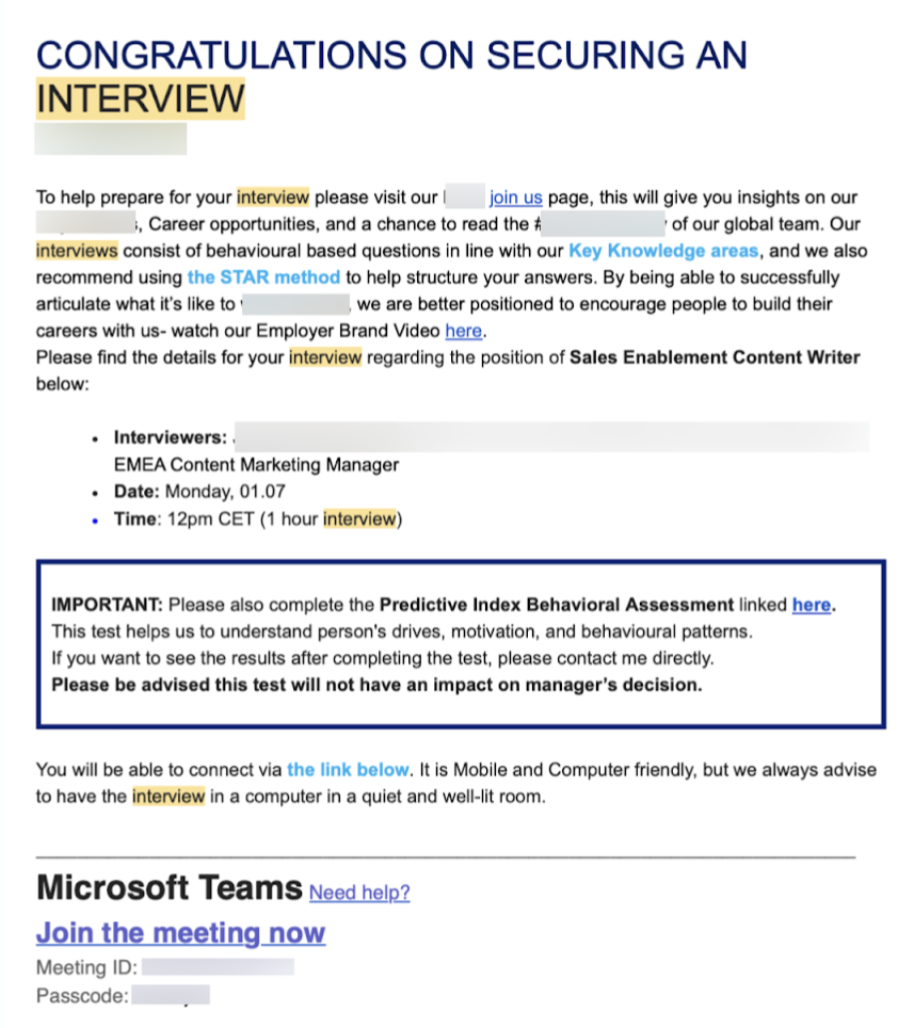 CONGRATULATIONS ON SECURING AN
INTERVIEW
To help prepare for your interview please visit our join us page, this will give you insights on our
, Career opportunities, and a chance to read the # of our global team. Our
interviews consist of behavioural based questions in line with our Key Knowledge areas, and we also
recommend using the STAR method to help structure your answers. By being able to successfully
articulate what it's like to , we are better positioned to encourage people to build their
careers with us- watch our Employer Brand Video here.
Please find the details for your interview regarding the position of Sales Enablement Content Writer
below:
• Interviewers:
EMEA Content Marketing Manager
• Date: Monday, 01.07
• Time: 12pm CET (1 hour interview)
IMPORTANT: Please also complete the Predictive Index Behavioral Assessment linked here.
This test helps us to understand person's drives, motivation, and behavioural patterns.
If you want to see the results after completing the test, please contact me directly.
Please be advised this test will not have an impact on manager's decision.
You will be able to connect via the link below. It is Mobile and Computer friendly, but we always advise
to have the interview in a computer in a quiet and well-lit room.
Microsoft Teams Need help?
Join the meeting now
Meeting ID:
Passcode: